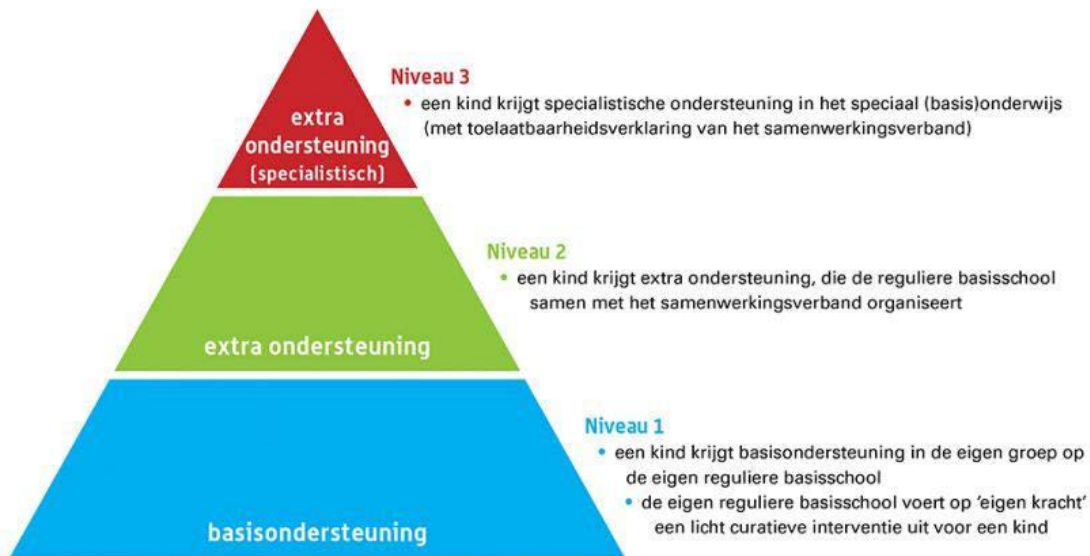 Niveau 3
• een kind krijgt specialistische ondersteuning in het speciaal (basis)onderwijs
(met toelaatbaarheidsverklaring van het samenwerkingsverband)
extra
ondersteuning
(specialistisch)
Niveau 2
• een kind krijgt extra ondersteuning, die de reguliere basisschool
samen met het samenwerkingsverband organiseert
extra ondersteuning
Niveau 1
• een kind krijgt basisondersteuning in de eigen groep op
de eigen reguliere basisschool
• de eigen reguliere basisschool voert op ‘eigen kracht’
een licht curatieve interventie uit voor een kind
basisondersteuning